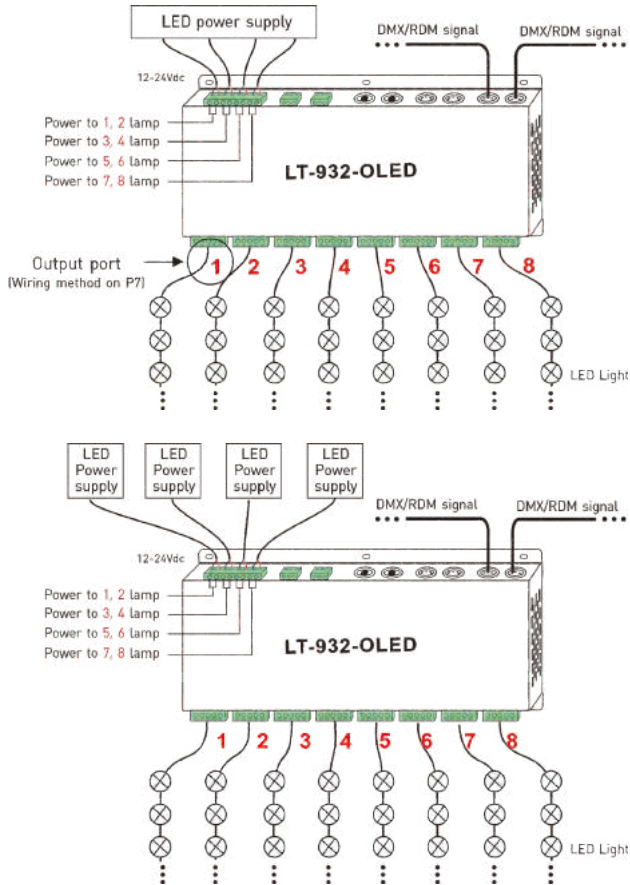 LED power supply
DMX/RDM signal
DMX/RDM signal
12-24Vdc
Power to 1, 2 lamp
Power to 3, 4 lamp
Power to 5, 6 lamp
Power to 7, 8 lamp
LT-932-OLED
Output port
(Wiring method on P7)
1 2 3 4 5 6 7 8
LED Light
LED
Power
supply
LED
Power
supply
LED
Power
supply
LED
Power
supply
DMX/RDM signal
DMX/RDM signal
12-24Vdc
Power to 1, 2 lamp
Power to 3, 4 lamp
Power to 5, 6 lamp
Power to 7, 8 lamp
LT-932-OLED
1 2 3 4 5 6 7 8
LED Light